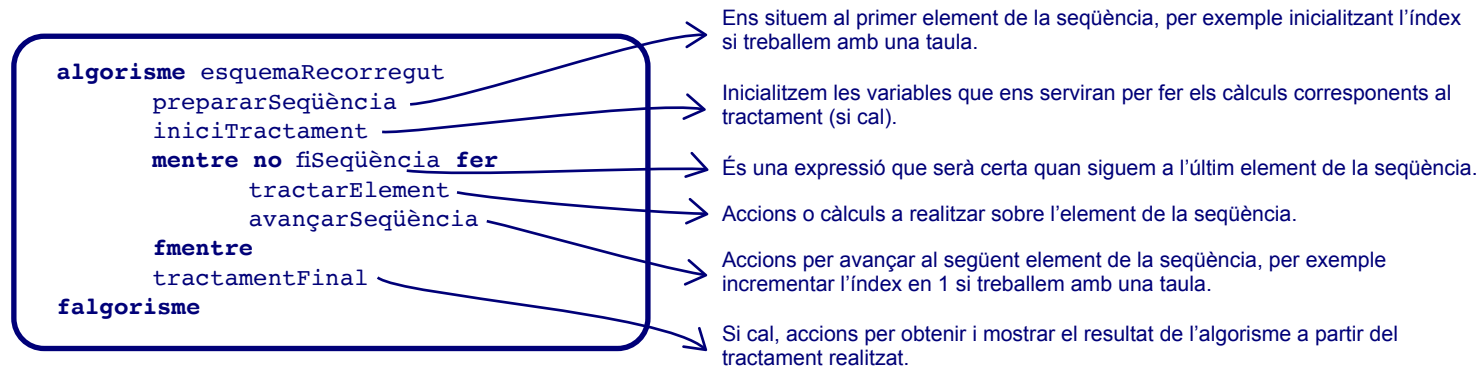 algorisme esquemaRecorregut
prepararSeqüència
iniciTractament
mentre no fiSeqüència fer
tractarElement
avançarSeqüència
fmentre
tractamentFinal
falgorisme
Ens situem al primer element de la seqüència, per exemple inicialitzant l’índex
si treballem amb una taula.
Inicialitzem les variables que ens serviran per fer els càlculs corresponents al
tractament (si cal).
És una expressió que serà certa quan siguem a l’últim element de la seqüència.
Accions o càlculs a realitzar sobre l’element de la seqüència.
Accions per avançar al següent element de la seqüència, per exemple
incrementar l’índex en 1 si treballem amb una taula.
Si cal, accions per obtenir i mostrar el resultat de l’algorisme a partir del
tractament realitzat.